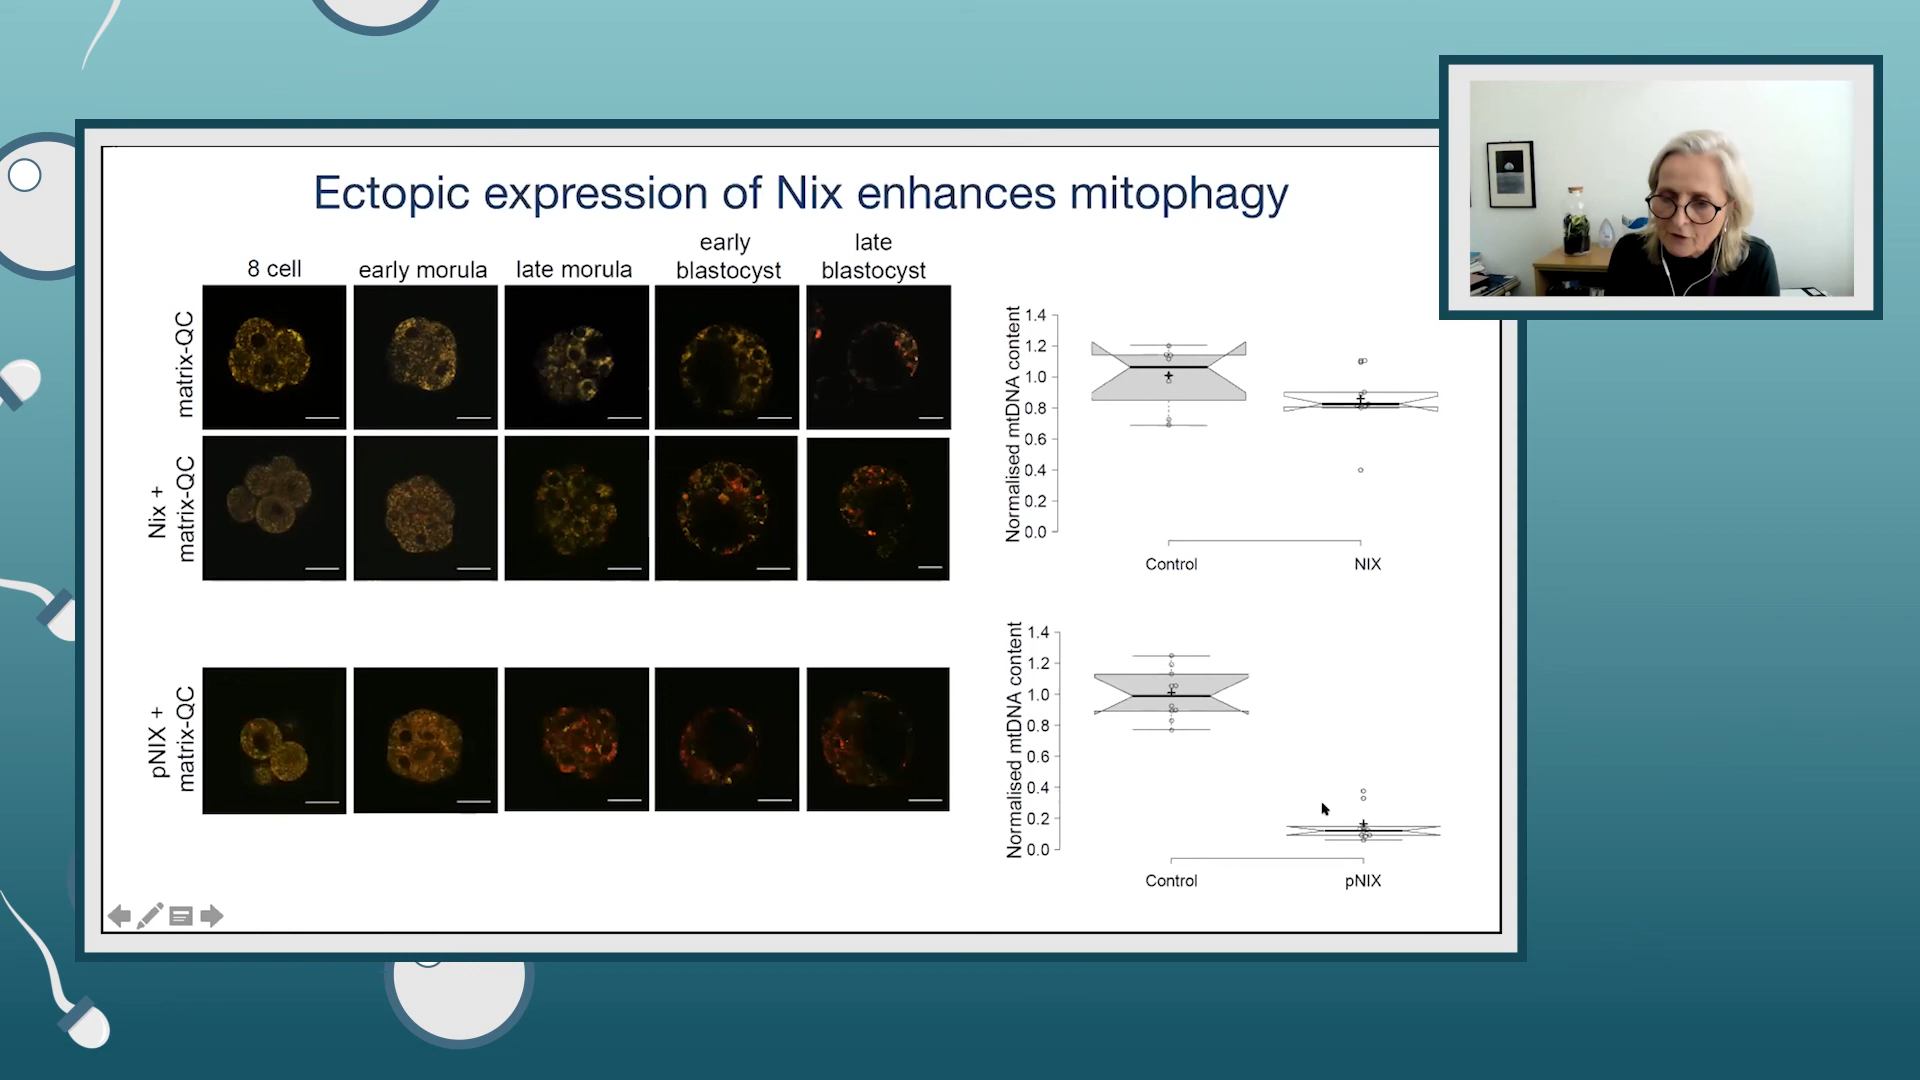 Ectopic expression of Nix enhances mitophagy
8 cell
early morula
late morula
early
blastocyst
late
blastocyst
matrix-QC
Nix +
matrix-QC
pNIX +
matrix-QC
Normalised mtDNA content
1.4
1.2
1.0
0.8
0.6
0.4
0.2
0.0
Control
NIX
Normalised mtDNA content
1.4
1.2
1.0
0.8
0.6
0.4
0.2
0.0
Control
pNIX